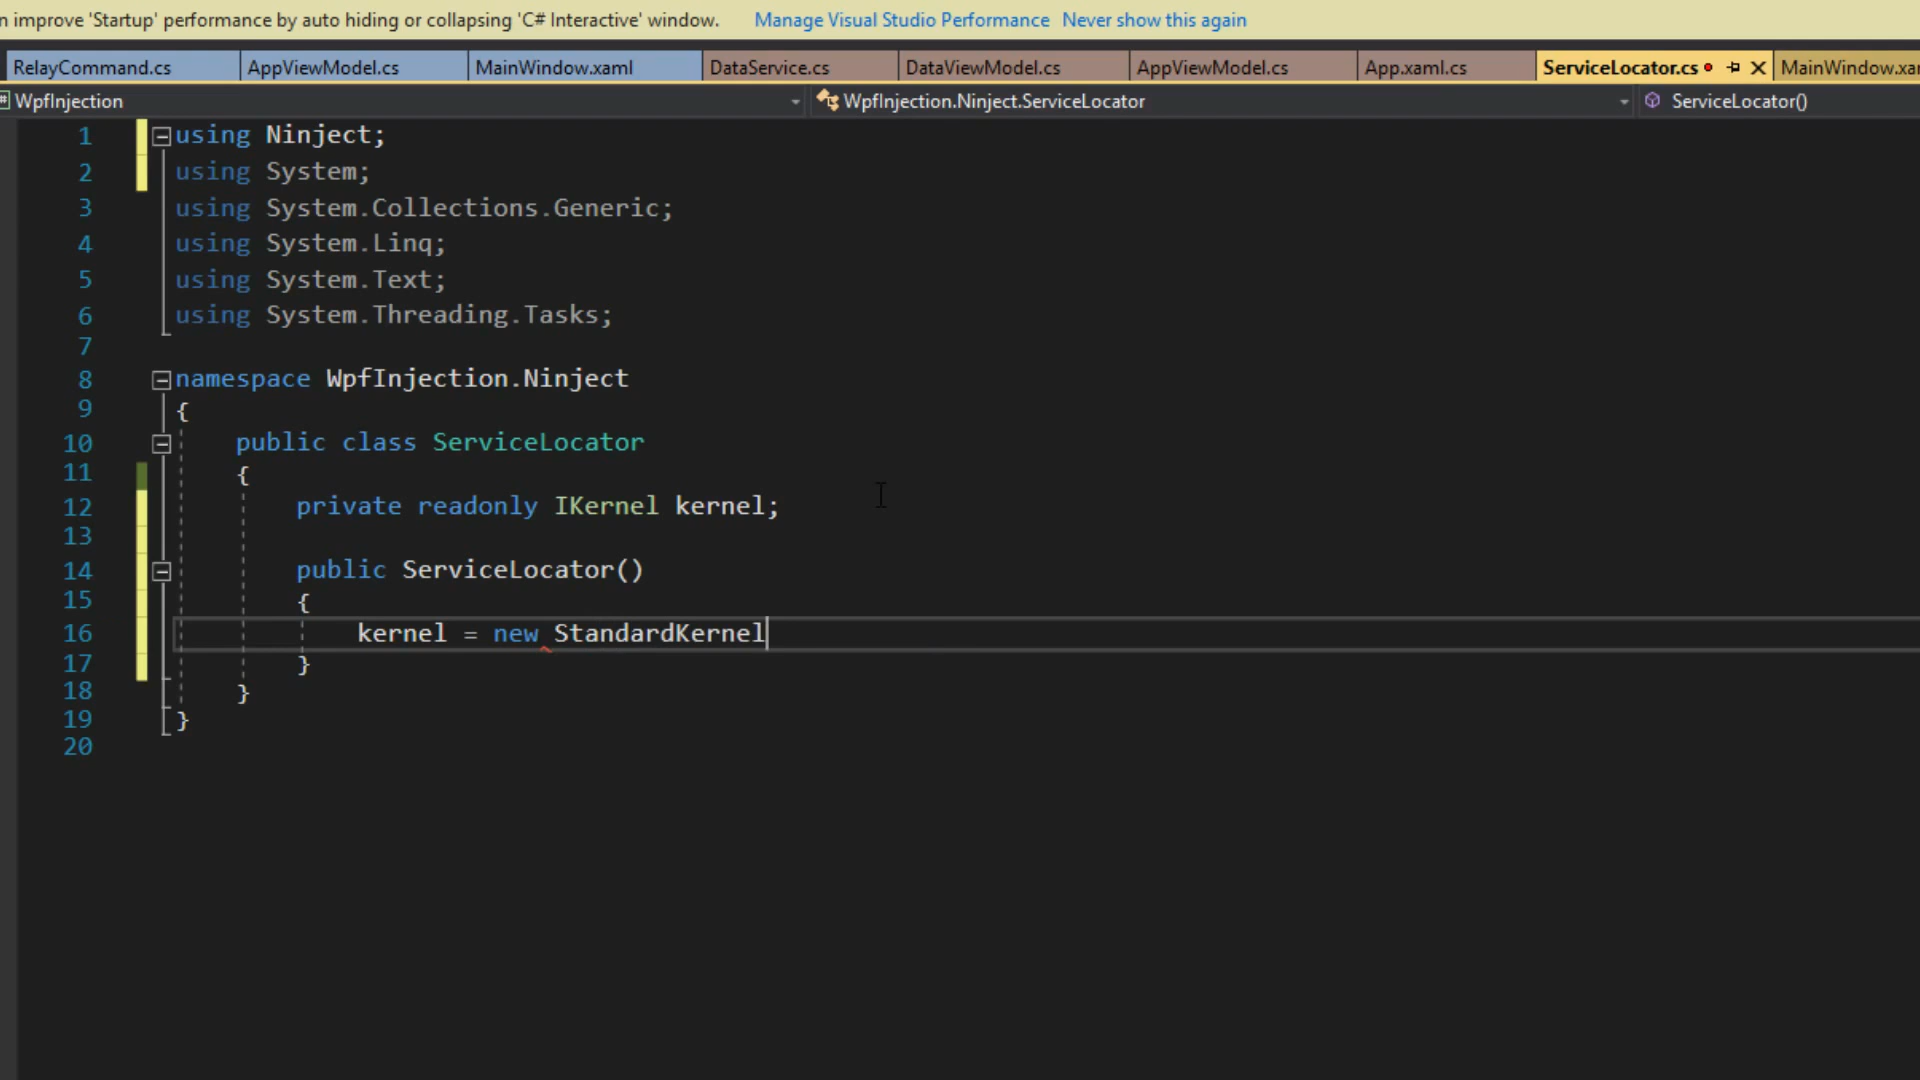 n improve 'Startup' performance by auto hiding or collapsing 'C# Interactive' window. Manage Visual Studio Performance Never show this again
RelayCommand.cs AppViewModel.cs MainWindow.xaml DataService.cs DataViewModel.cs AppViewModel.cs App.xaml.cs ServiceLocator.cs MainWindow.xar
WpfInjection WpfInjection.Ninject.ServiceLocator ServiceLocator()
1 using Ninject;
2 using System;
3 using System.Collections.Generic;
4 using System.Linq;
5 using System.Text;
6 using System.Threading.Tasks;
7
8 namespace WpfInjection.Ninject
9 {
10 public class ServiceLocator
11 {
12 private readonly IKernel kernel;
13
14 public ServiceLocator()
15 {
16 kernel = new StandardKernel
17 }
18 }
19 }
20